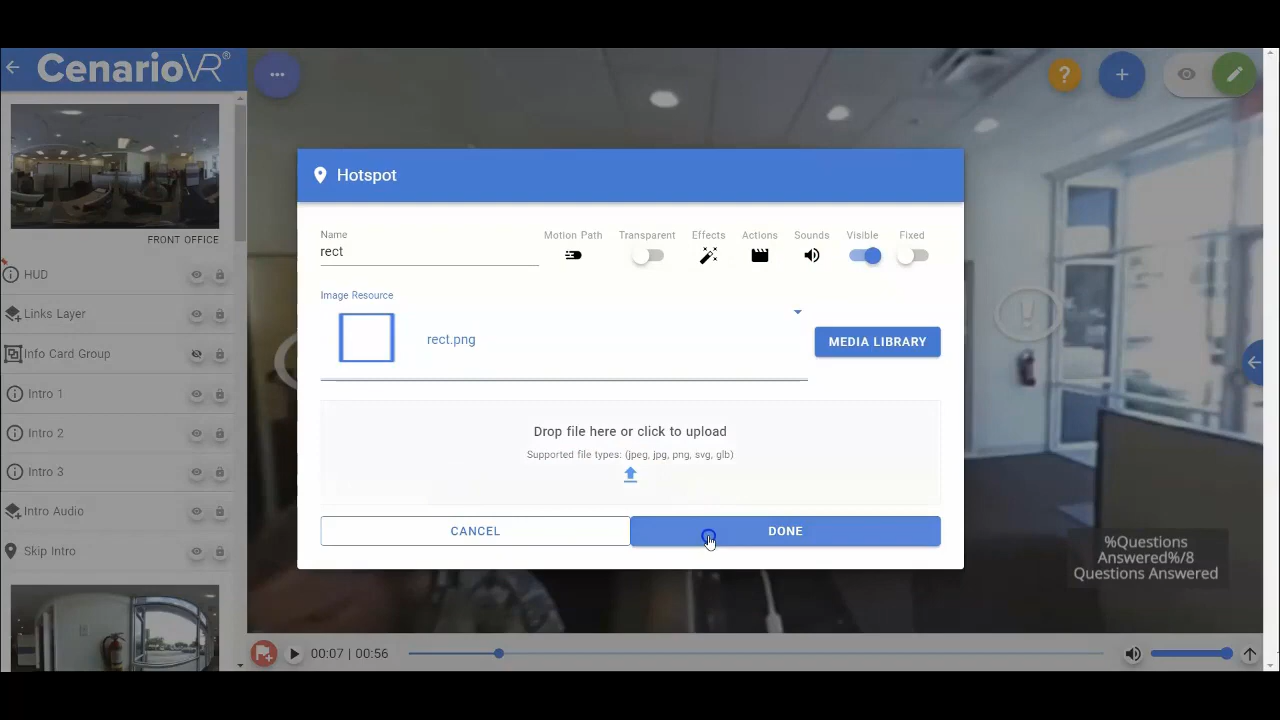 CenarioVR®
FRONT OFFICE
HUD
Links Layer
Info Card Group
Intro 1
Intro 2
Intro 3
Intro Audio
Skip Intro
Hotspot
Name
rect
Motion Path
Transparent
Effects
Actions
Sounds
Visible
Fixed
Image Resource
rect.png
MEDIA LIBRARY
Drop file here or click to upload
Supported file types: (jpeg, jpg, png, svg, glb)
CANCEL
DONE
?
%Questions
Answered%/8
Questions Answered
00:07 | 00:56